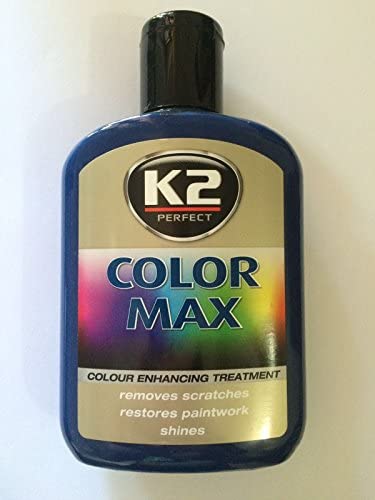 K2
PERFECT
COLOR
MAX
COLOUR ENHANCING TREATMENT
removes scratches
restores paintwork
shines